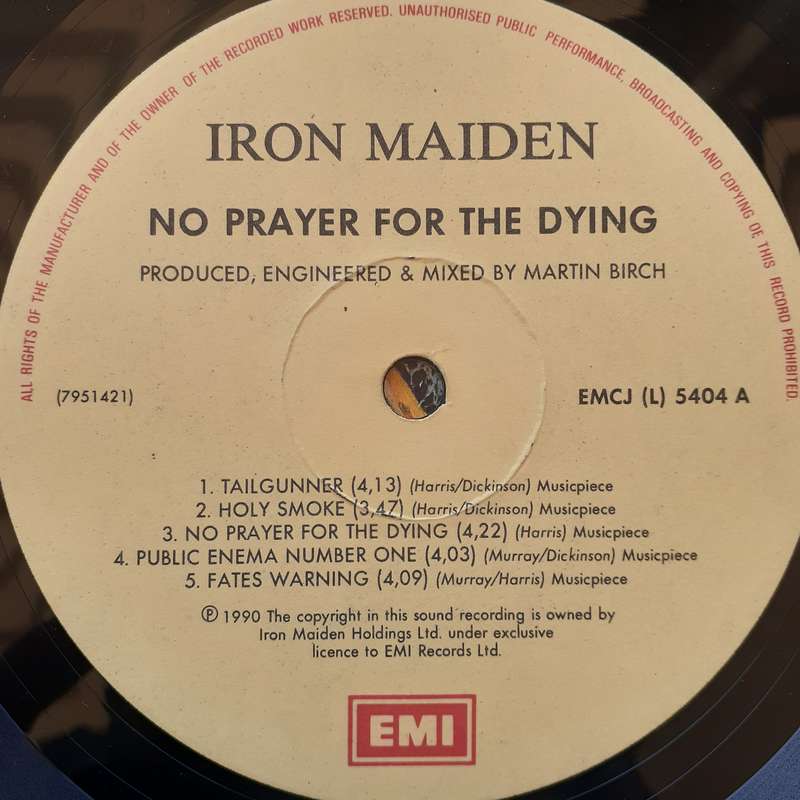 ALL RIGHTS OF THE MANUFACTURER AND OF THE OWNER OF THE RECORDED WORK RESERVED. UNAUTHORISED PUBLIC PERFORMANCE, BROADCASTING AND COPYING OF THIS RECORD PROHIBITED.
IRON MAIDEN
NO PRAYER FOR THE DYING
PRODUCED, ENGINEERED & MIXED BY MARTIN BIRCH
(7951421)
EMCJ (L) 5404 A
1. TAILGUNNER (4,13) (Harris/Dickinson) Musicpiece
2. HOLY SMOKE (3,47) (Harris/Dickinson) Musicpiece
3. NO PRAYER FOR THE DYING (4,22) (Harris) Musicpiece
4. PUBLIC ENEMA NUMBER ONE (4,03) (Murray/Dickinson) Musicpiece
5. FATES WARNING (4,09) (Murray/Harris) Musicpiece
℗ 1990 The copyright in this sound recording is owned by
Iron Maiden Holdings Ltd. under exclusive
licence to EMI Records Ltd.
EMI